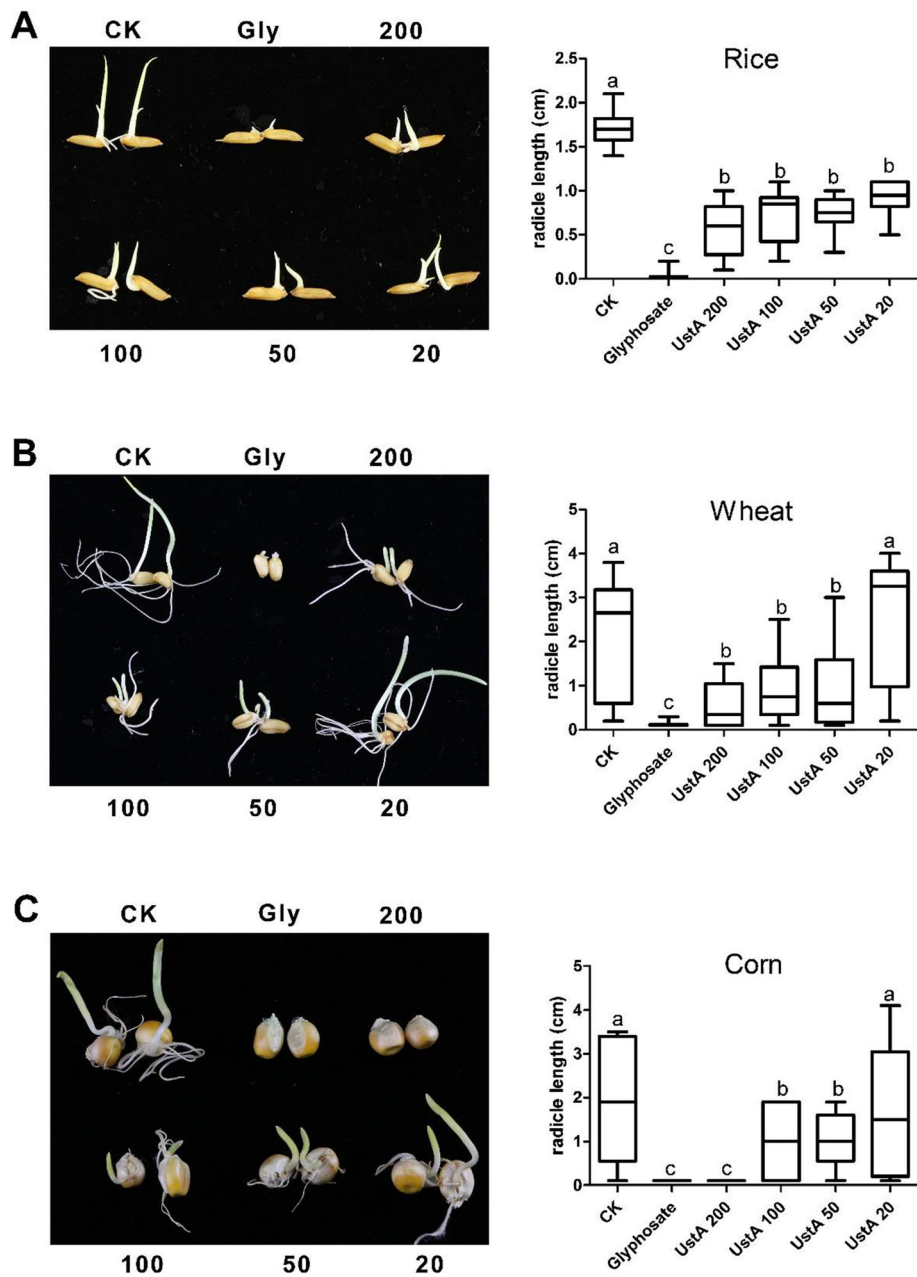 A
CK Gly 200
100 50 20
Rice
radicle length (cm)
2.5
2.0
1.5
1.0
0.5
0.0
a
c
b
b
b
b
CK
Glyphosate
UstA 200
UstA 100
UstA 50
UstA 20
B
CK Gly 200
100 50 20
Wheat
radicle length (cm)
5
4
3
2
1
0
a
c
b
b
b
a
CK
Glyphosate
UstA 200
UstA 100
UstA 50
UstA 20
C
CK Gly 200
100 50 20
Corn
radicle length (cm)
5
4
3
2
1
0
a
c
c
b
b
a
CK
Glyphosate
UstA 200
UstA 100
UstA 50
UstA 20